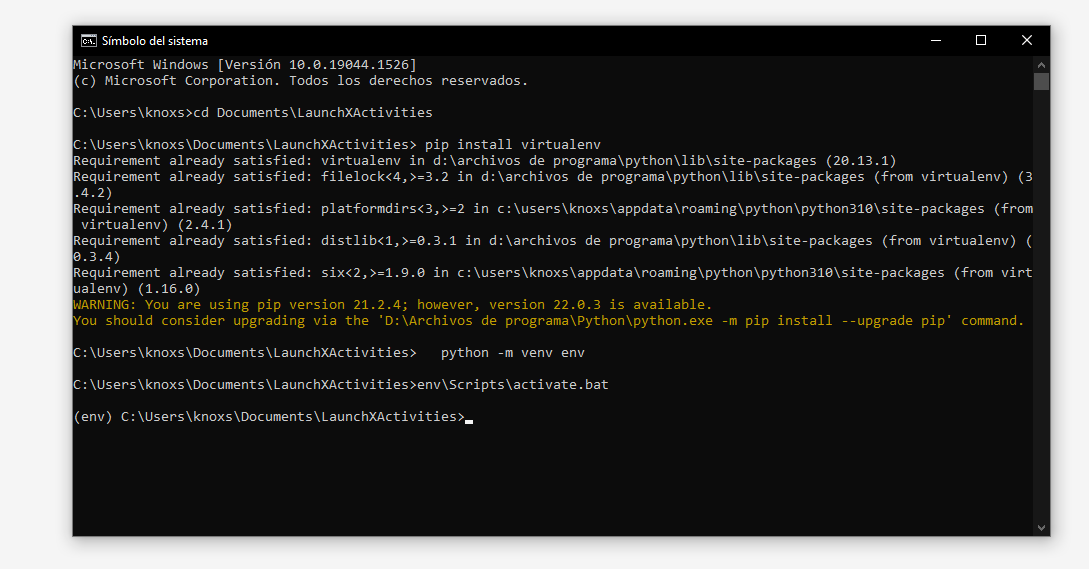 Símbolo del sistema
Microsoft Windows [Versión 10.0.19044.1526]
(c) Microsoft Corporation. Todos los derechos reservados.
C:\Users\knoxs>cd Documents\LaunchXActivities
C:\Users\knoxs\Documents\LaunchXActivities> pip install virtualenv
Requirement already satisfied: virtualenv in d:\archivos de programa\python\lib\site-packages (20.13.1)
Requirement already satisfied: filelock<4,>=3.2 in d:\archivos de programa\python\lib\site-packages (from virtualenv) (3
.4.2)
Requirement already satisfied: platformdirs<3,>=2 in c:\users\knoxs\appdata\roaming\python\python310\site-packages (from
 virtualenv) (2.4.1)
Requirement already satisfied: distlib<1,>=0.3.1 in d:\archivos de programa\python\lib\site-packages (from virtualenv) (
0.3.4)
Requirement already satisfied: six<2,>=1.9.0 in c:\users\knoxs\appdata\roaming\python\python310\site-packages (from virt
ualenv) (1.16.0)
WARNING: You are using pip version 21.2.4; however, version 22.0.3 is available.
You should consider upgrading via the 'D:\Archivos de programa\Python\python.exe -m pip install --upgrade pip' command.
C:\Users\knoxs\Documents\LaunchXActivities>   python -m venv env
C:\Users\knoxs\Documents\LaunchXActivities>env\Scripts\activate.bat
(env) C:\Users\knoxs\Documents\LaunchXActivities>